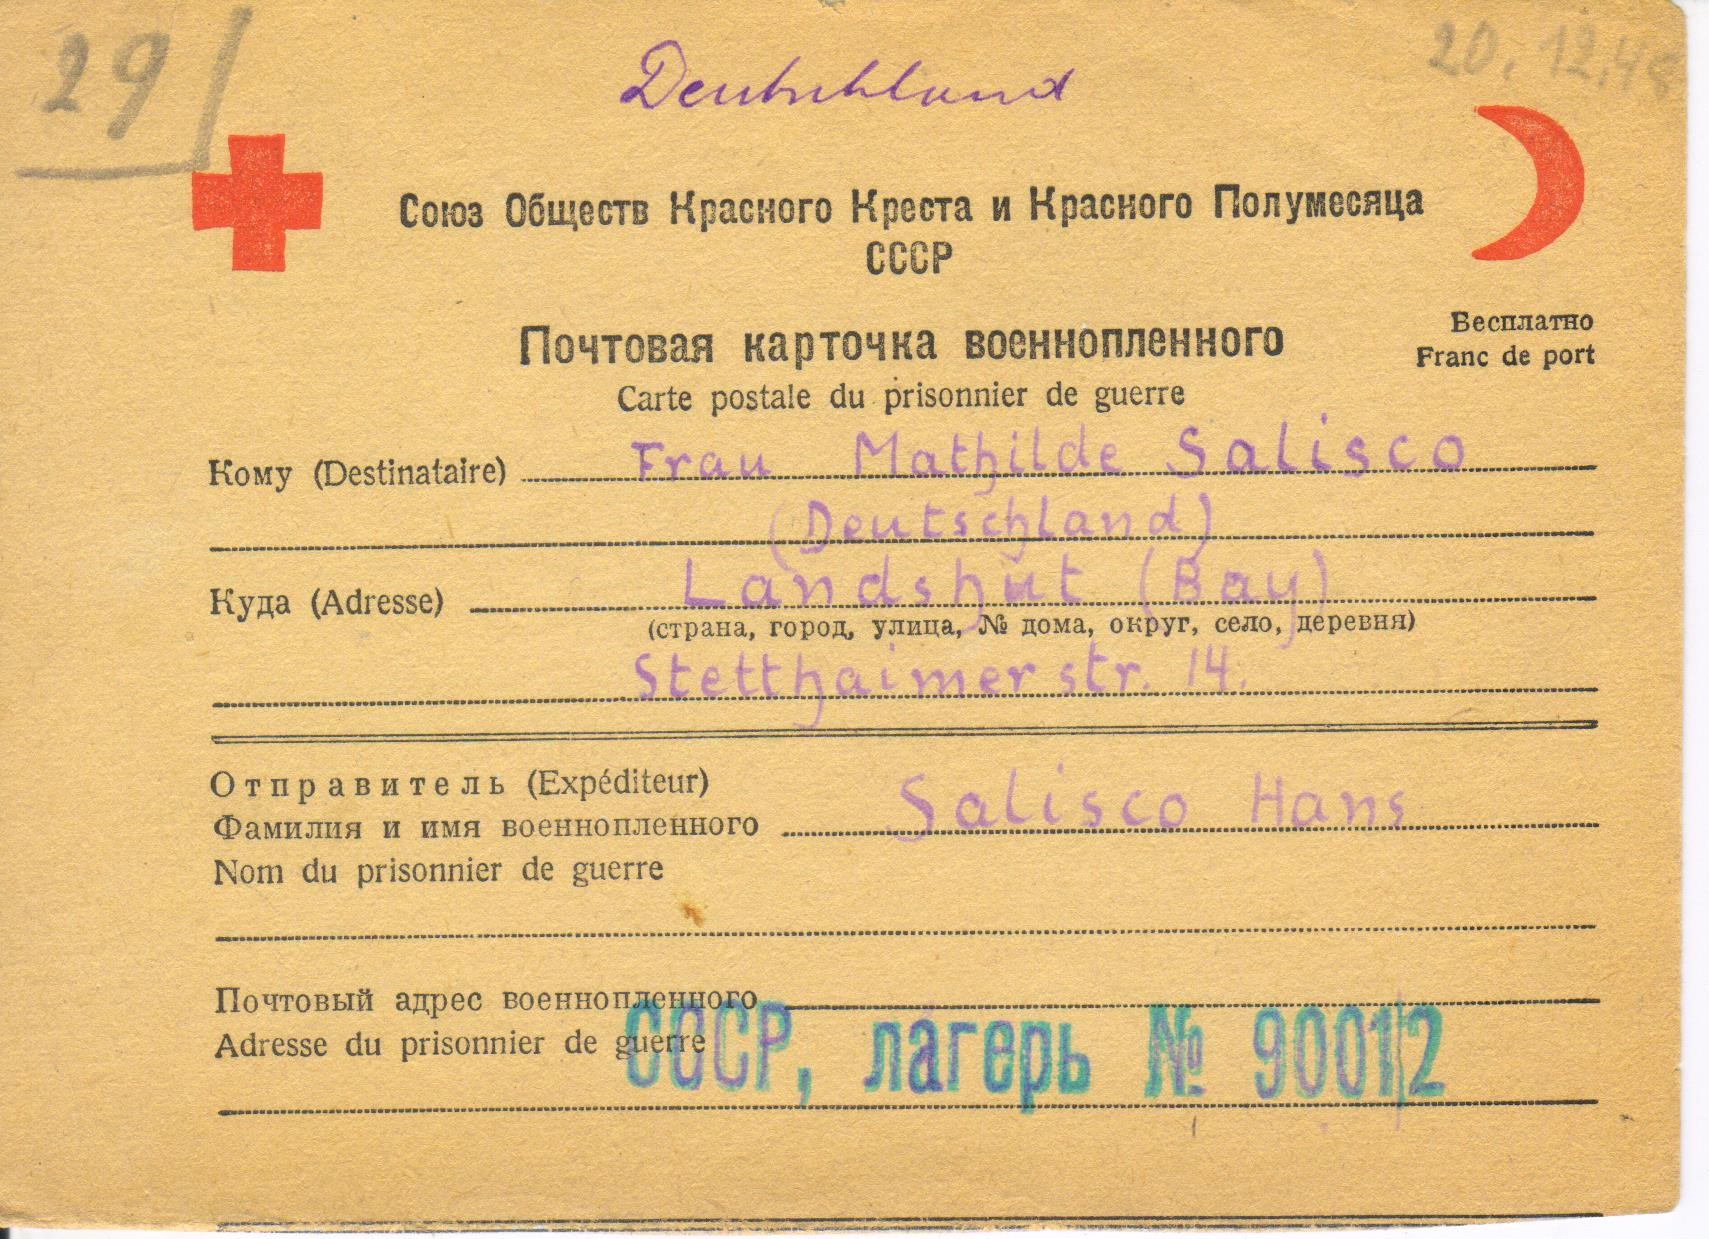 29
20.12.48
Deutschland
Союз Обществ Красного Креста и Красного Полумесяца
СССР
Бесплатно
Franc de port
Почтовая карточка военнопленного
Carte postale du prisonnier de guerre
Кому (Destinataire) Frau Mathilde Salisco
(Deutschland)
Куда (Adresse) Landshut (Bay)
(страна, город, улица, № дома, округ, село, деревня)
Stetthaimerstr. 14.
Отправитель (Expéditeur)
Фамилия и имя военнопленного Salisco Hans
Nom du prisonnier de guerre
Почтовый адрес военнопленного
Adresse du prisonnier de guerre
СССР, лагерь № 9001/2